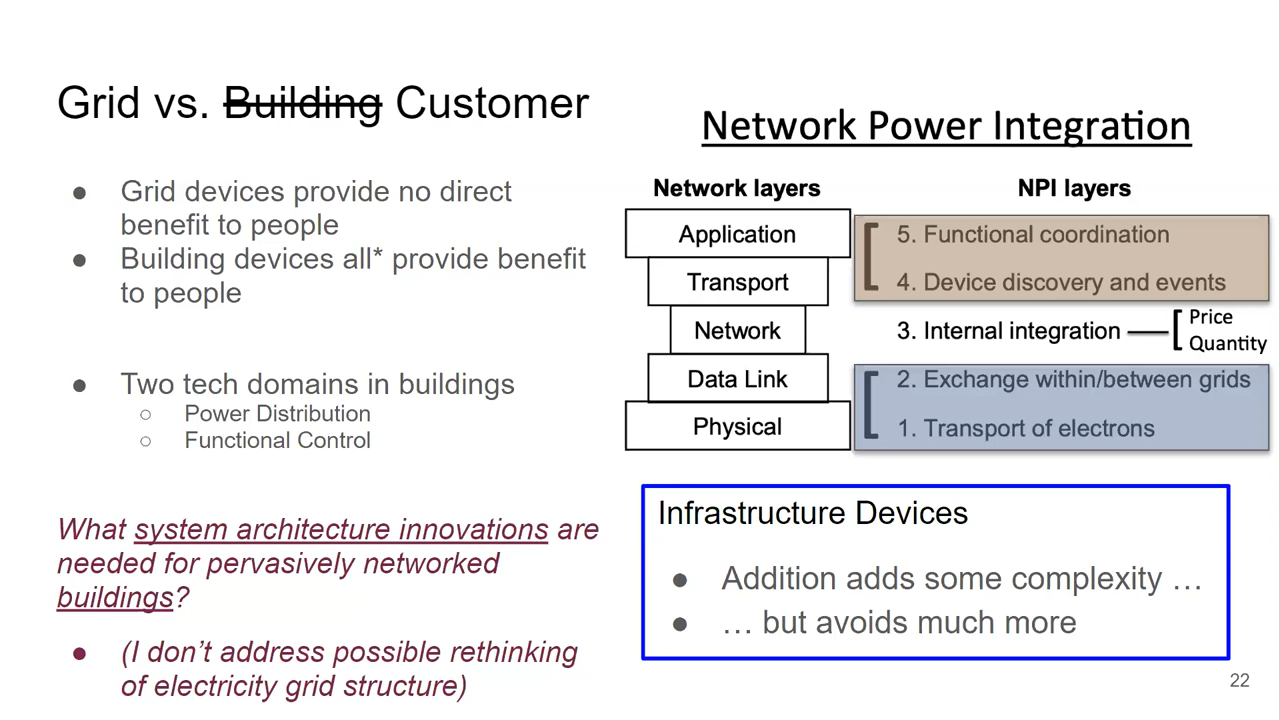 Grid vs. Building Customer
● Grid devices provide no direct
benefit to people
● Building devices all* provide benefit
to people
● Two tech domains in buildings
○ Power Distribution
○ Functional Control
What system architecture innovations are
needed for pervasively networked
buildings?
● (I don’t address possible rethinking
of electricity grid structure)
Network Power Integration
Network layers
NPI layers
Application
5. Functional coordination
Transport
4. Device discovery and events
Network
3. Internal integration
Price
Quantity
Data Link
2. Exchange within/between grids
Physical
1. Transport of electrons
Infrastructure Devices
● Addition adds some complexity …
● … but avoids much more
22